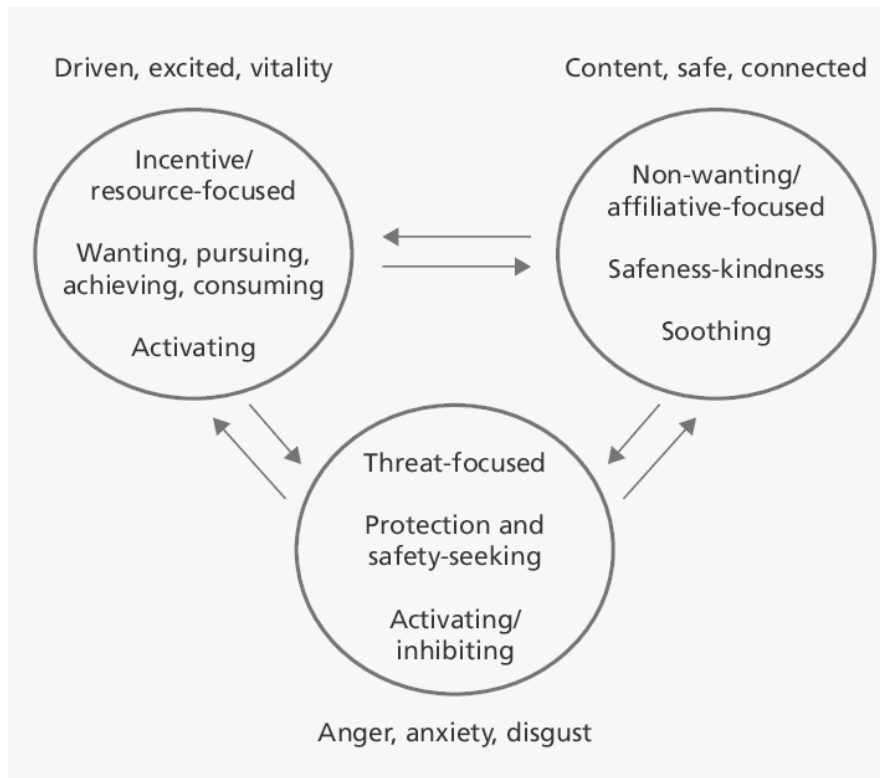 Driven, excited, vitality
Content, safe, connected
Incentive/
resource-focused
Wanting, pursuing,
achieving, consuming
Activating
Non-wanting/
affiliative-focused
Safeness-kindness
Soothing
Threat-focused
Protection and
safety-seeking
Activating/
inhibiting
Anger, anxiety, disgust